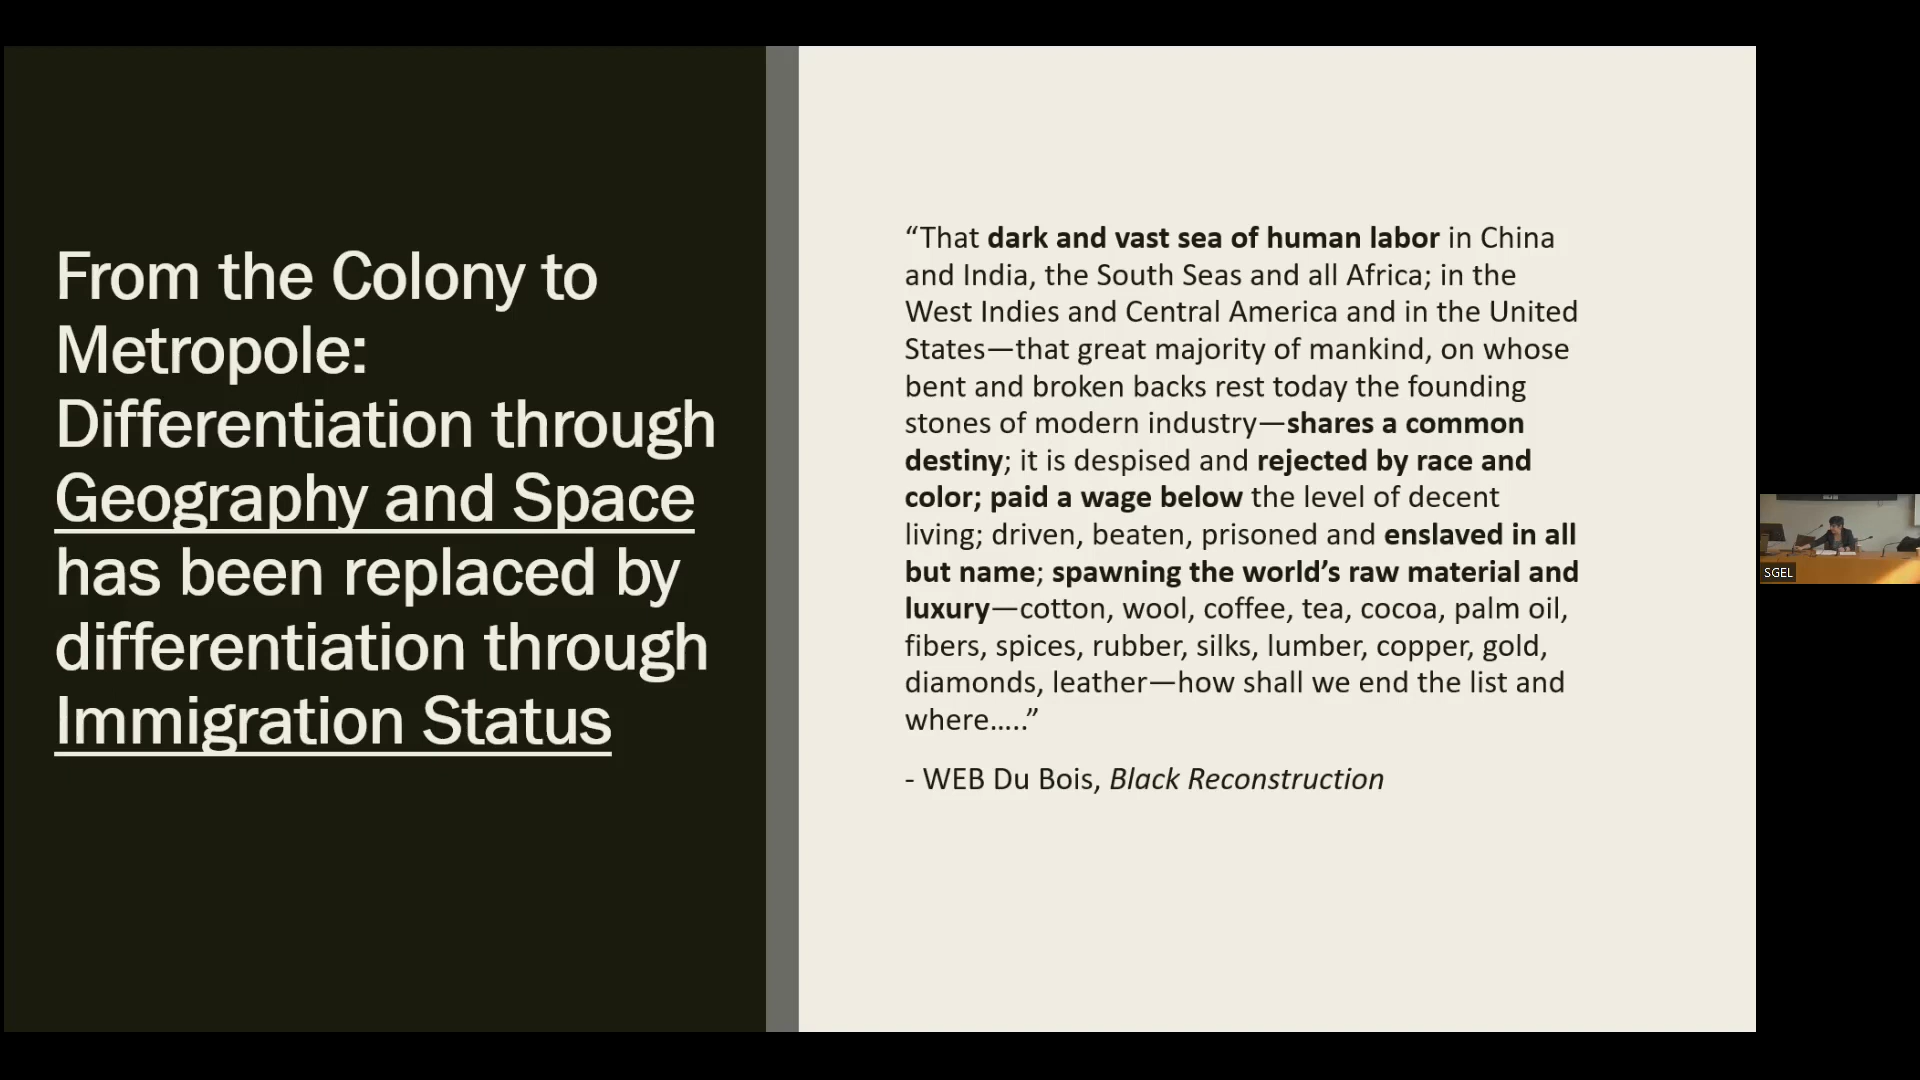 From the Colony to
Metropole:
Differentiation through
Geography and Space
has been replaced by
differentiation through
Immigration Status
“That dark and vast sea of human labor in China
and India, the South Seas and all Africa; in the
West Indies and Central America and in the United
States—that great majority of mankind, on whose
bent and broken backs rest today the founding
stones of modern industry—shares a common
destiny; it is despised and rejected by race and
color; paid a wage below the level of decent
living; driven, beaten, prisoned and enslaved in all
but name; spawning the world’s raw material and
luxury—cotton, wool, coffee, tea, cocoa, palm oil,
fibers, spices, rubber, silks, lumber, copper, gold,
diamonds, leather—how shall we end the list and
where…..”
- WEB Du Bois, Black Reconstruction
SGEL